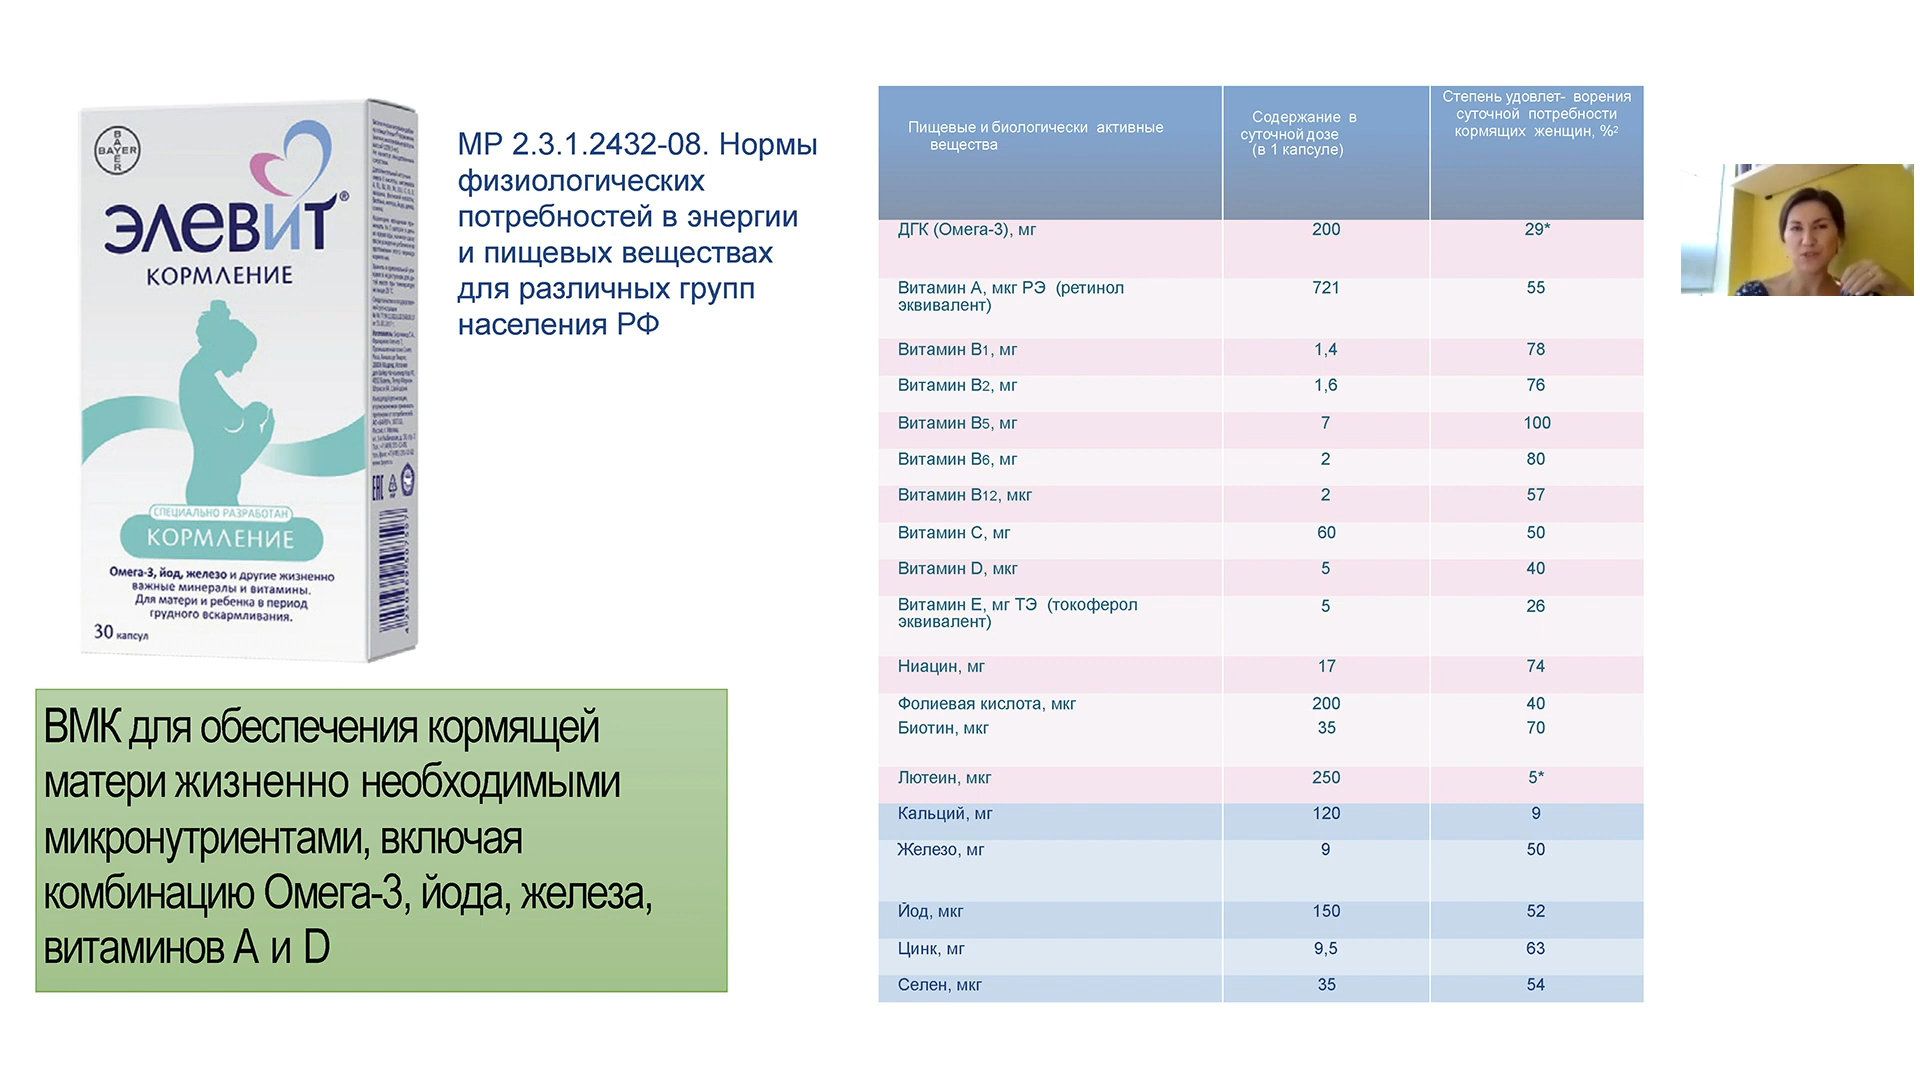 BAYER
BAYER
ЭЛЕВИТ®
КОРМЛЕНИЕ
СПЕЦИАЛЬНО РАЗРАБОТАН
КОРМЛЕНИЕ
Омега-3, йод, железо и другие жизненно
важные минералы и витамины.
Для матери и ребенка в период
грудного вскармливания.
30 капсул
EAC
МР 2.3.1.2432-08. Нормы
физиологических
потребностей в энергии
и пищевых веществах
для различных групп
населения РФ
ВМК для обеспечения кормящей
матери жизненно необходимыми
микронутриентами, включая
комбинацию Омега-3, йода, железа,
витаминов А и D
Пищевые и биологически активные
вещества
Содержание в
суточной дозе
(в 1 капсуле)
Степень удовлет- ворения
суточной потребности
кормящих женщин, %²
ДГК (Омега-3), мг 200 29*
Витамин А, мкг РЭ (ретинол
эквивалент) 721 55
Витамин В1, мг 1,4 78
Витамин В2, мг 1,6 76
Витамин В5, мг 7 100
Витамин В6, мг 2 80
Витамин В12, мкг 2 57
Витамин С, мг 60 50
Витамин D, мкг 5 40
Витамин Е, мг ТЭ (токоферол
эквивалент) 5 26
Ниацин, мг 17 74
Фолиевая кислота, мкг 200 40
Биотин, мкг 35 70
Лютеин, мкг 250 5*
Кальций, мг 120 9
Железо, мг 9 50
Йод, мкг 150 52
Цинк, мг 9,5 63
Селен, мкг 35 54